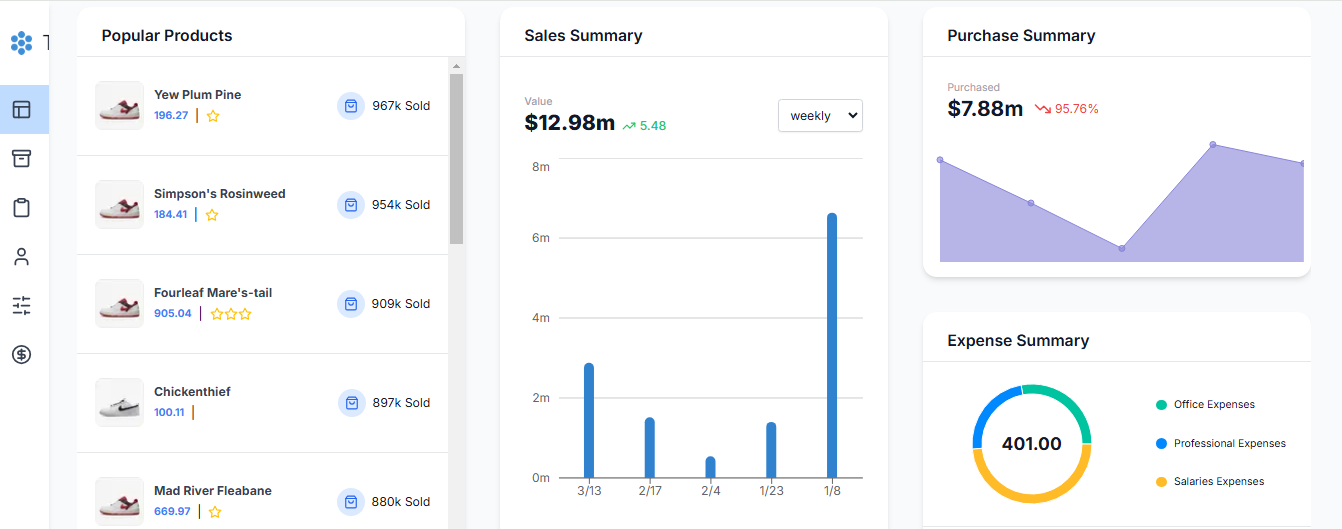 T
Popular Products
Yew Plum Pine
196.27
967k Sold
Simpson's Rosinweed
184.41
954k Sold
Fourleaf Mare's-tail
905.04
909k Sold
Chickenthief
100.11
897k Sold
Mad River Fleabane
669.97
880k Sold
Sales Summary
Value
$12.98m 5.48
weekly
8m
6m
4m
2m
0m
3/13 2/17 2/4 1/23 1/8
Purchase Summary
Purchased
$7.88m 95.76%
Expense Summary
401.00
Office Expenses
Professional Expenses
Salaries Expenses